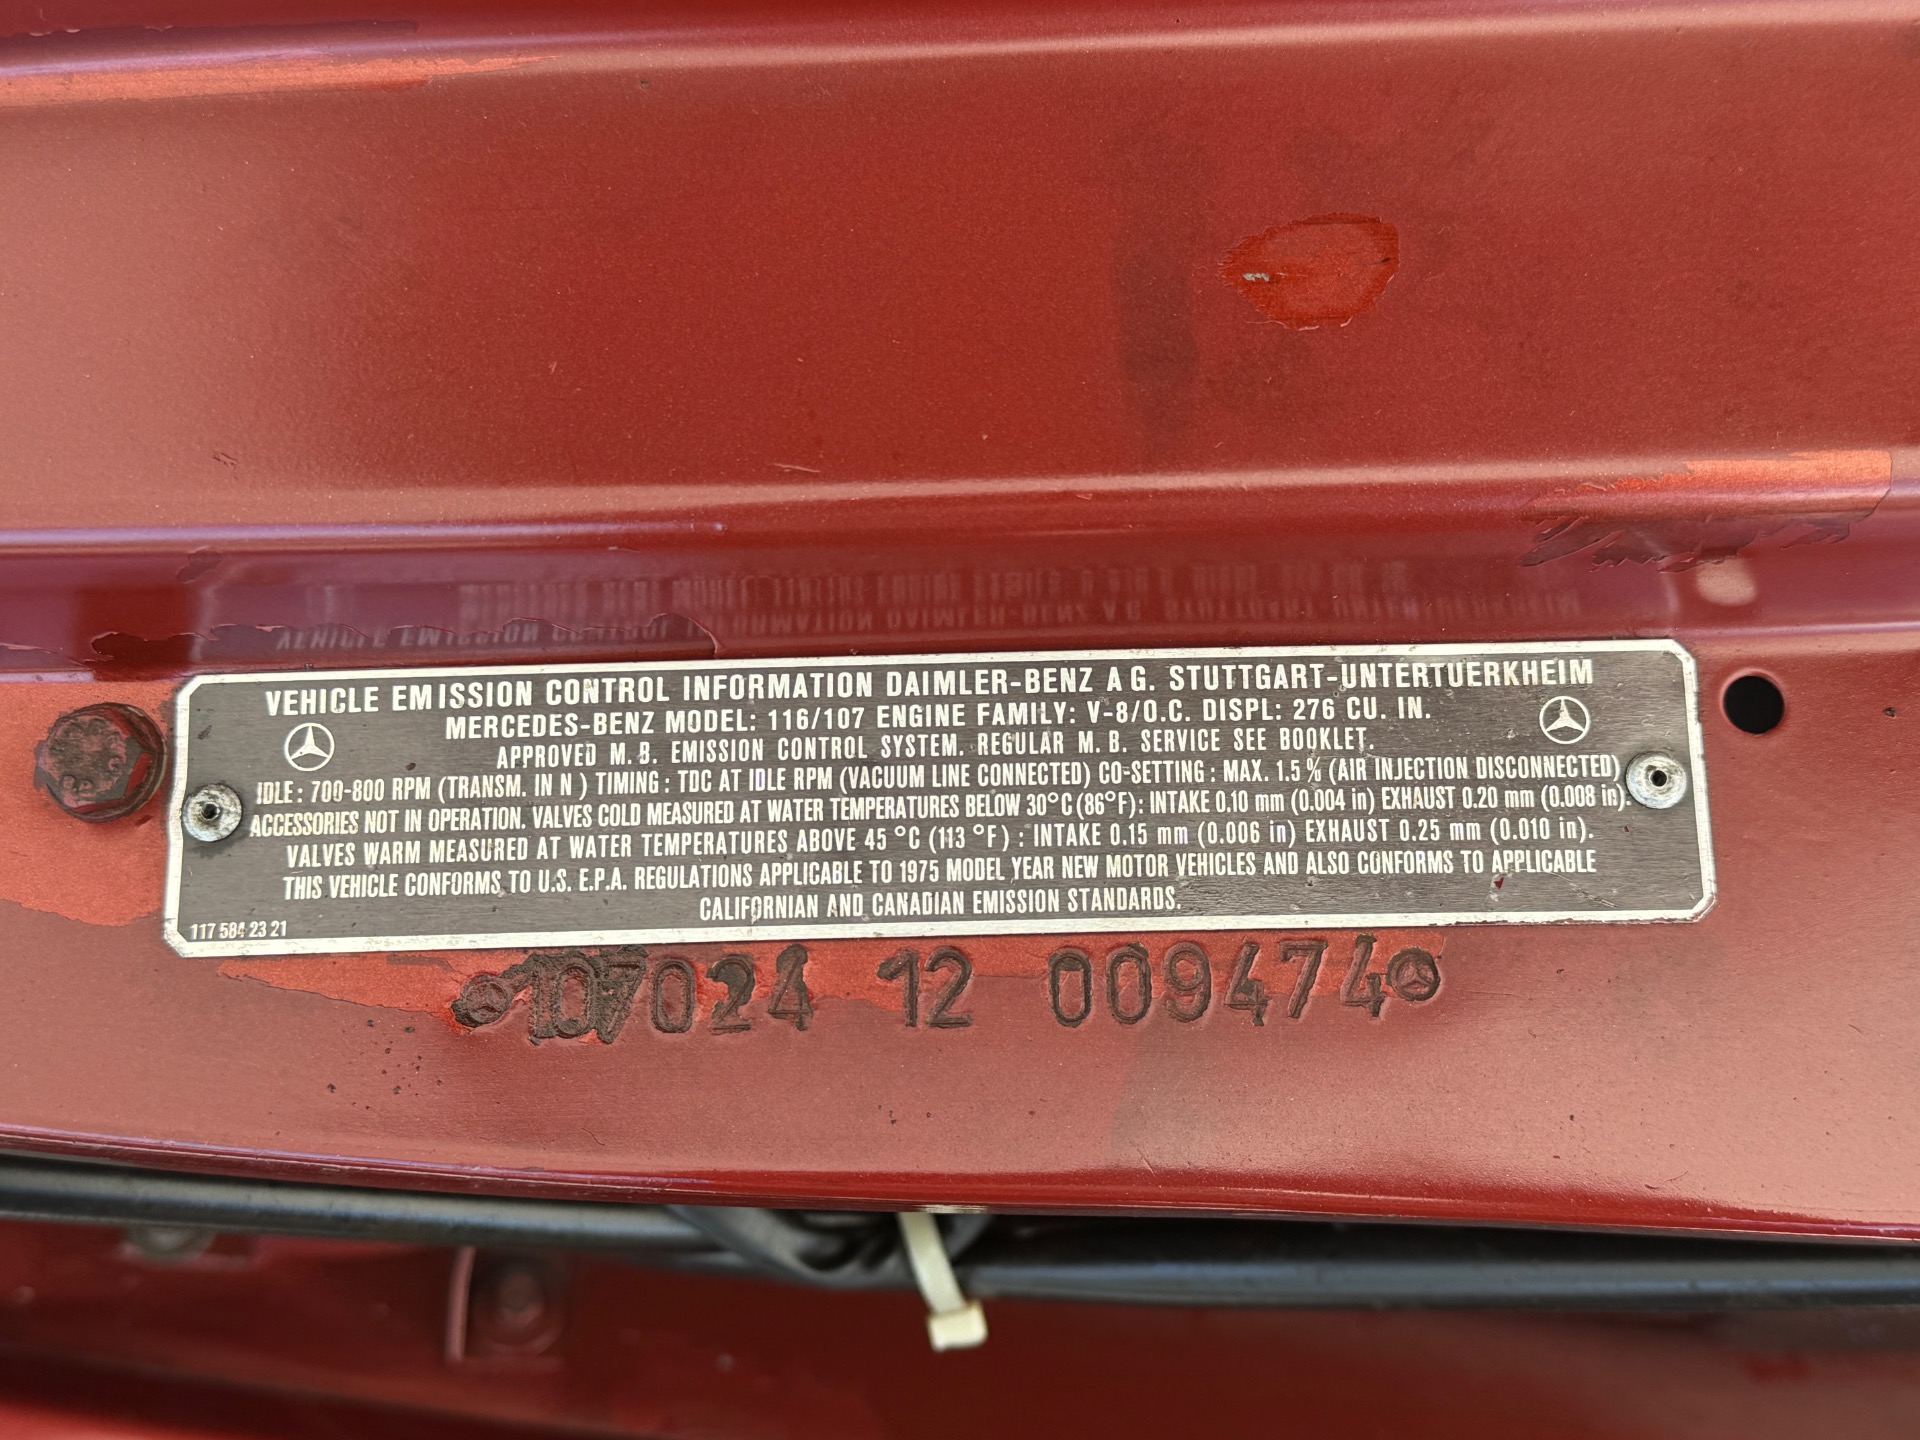 VEHICLE EMISSION CONTROL INFORMATION DAIMLER-BENZ A G. STUTTGART-UNTERTUERKHEIM
MERCEDES-BENZ MODEL: 116/107 ENGINE FAMILY: V-8/O.C. DISPL: 276 CU. IN.
APPROVED M. B. EMISSION CONTROL SYSTEM. REGULAR M. B. SERVICE SEE BOOKLET.
IDLE: 700-800 RPM (TRANSM. IN N ) TIMING : TDC AT IDLE RPM (VACUUM LINE CONNECTED) CO-SETTING : MAX. 1.5 % (AIR INJECTION DISCONNECTED)
ACCESSORIES NOT IN OPERATION. VALVES COLD MEASURED AT WATER TEMPERATURES BELOW 30°C (86°F): INTAKE 0.10 mm (0.004 in) EXHAUST 0.20 mm (0.008 in).
VALVES WARM MEASURED AT WATER TEMPERATURES ABOVE 45 °C (113 °F) : INTAKE 0.15 mm (0.006 in) EXHAUST 0.25 mm (0.010 in).
THIS VEHICLE CONFORMS TO U.S. E.P.A. REGULATIONS APPLICABLE TO 1975 MODEL YEAR NEW MOTOR VEHICLES AND ALSO CONFORMS TO APPLICABLE
CALIFORNIAN AND CANADIAN EMISSION STANDARDS.
117 584 23 21
107024 12 009474